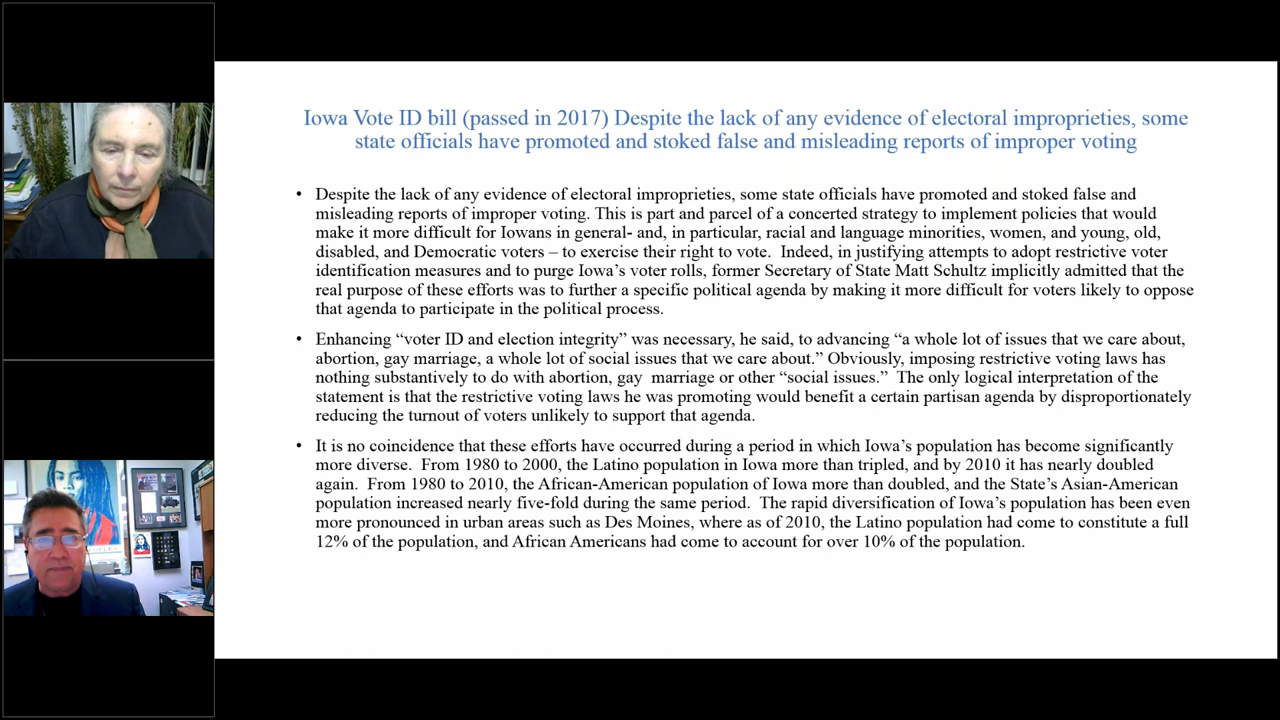 Iowa Vote ID bill (passed in 2017) Despite the lack of any evidence of electoral improprieties, some
state officials have promoted and stoked false and misleading reports of improper voting
• Despite the lack of any evidence of electoral improprieties, some state officials have promoted and stoked false and
misleading reports of improper voting. This is part and parcel of a concerted strategy to implement policies that would
make it more difficult for Iowans in general- and, in particular, racial and language minorities, women, and young, old,
disabled, and Democratic voters – to exercise their right to vote.  Indeed, in justifying attempts to adopt restrictive voter
identification measures and to purge Iowa’s voter rolls, former Secretary of State Matt Schultz implicitly admitted that the
real purpose of these efforts was to further a specific political agenda by making it more difficult for voters likely to oppose
that agenda to participate in the political process.
• Enhancing “voter ID and election integrity” was necessary, he said, to advancing “a whole lot of issues that we care about,
abortion, gay marriage, a whole lot of social issues that we care about.” Obviously, imposing restrictive voting laws has
nothing substantively to do with abortion, gay  marriage or other “social issues.”  The only logical interpretation of the
statement is that the restrictive voting laws he was promoting would benefit a certain partisan agenda by disproportionately
reducing the turnout of voters unlikely to support that agenda.
• It is no coincidence that these efforts have occurred during a period in which Iowa’s population has become significantly
more diverse.  From 1980 to 2000, the Latino population in Iowa more than tripled, and by 2010 it has nearly doubled
again.  From 1980 to 2010, the African-American population of Iowa more than doubled, and the State’s Asian-American
population increased nearly five-fold during the same period.  The rapid diversification of Iowa’s population has been even
more pronounced in urban areas such as Des Moines, where as of 2010, the Latino population had come to constitute a full
12% of the population, and African Americans had come to account for over 10% of the population.